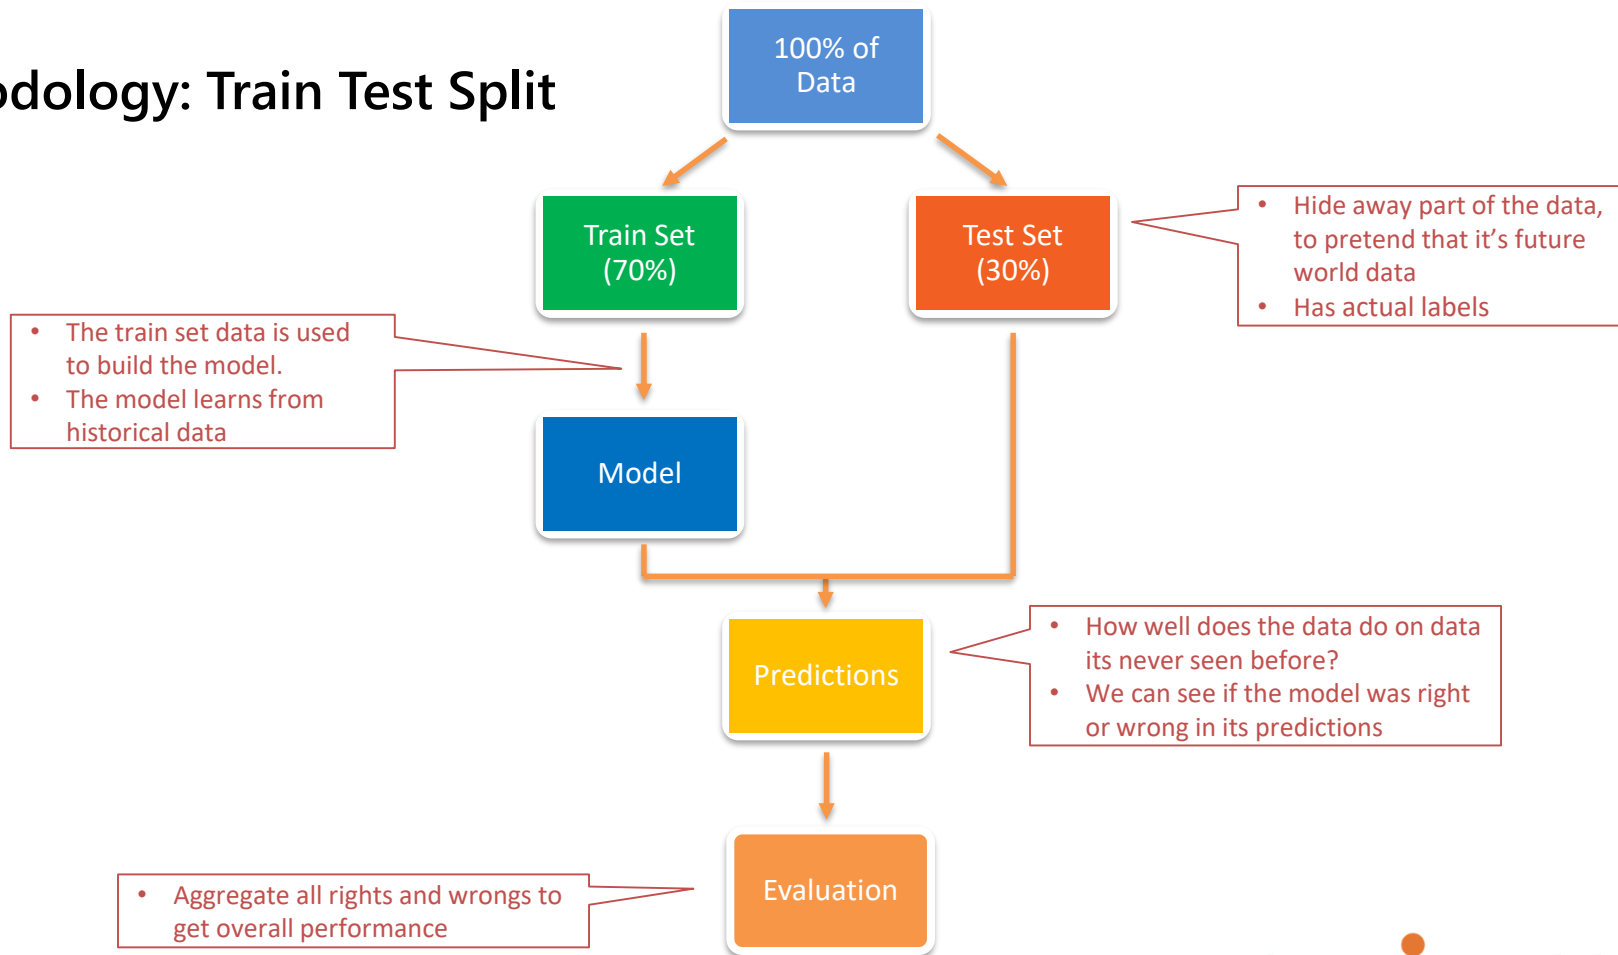 odology: Train Test Split
100% of
Data
Train Set
(70%)
Test Set
(30%)
• Hide away part of the data,
to pretend that it's future
world data
• Has actual labels
• The train set data is used
to build the model.
• The model learns from
historical data
Model
Predictions
• How well does the data do on data
its never seen before?
• We can see if the model was right
or wrong in its predictions
Evaluation
• Aggregate all rights and wrongs to
get overall performance